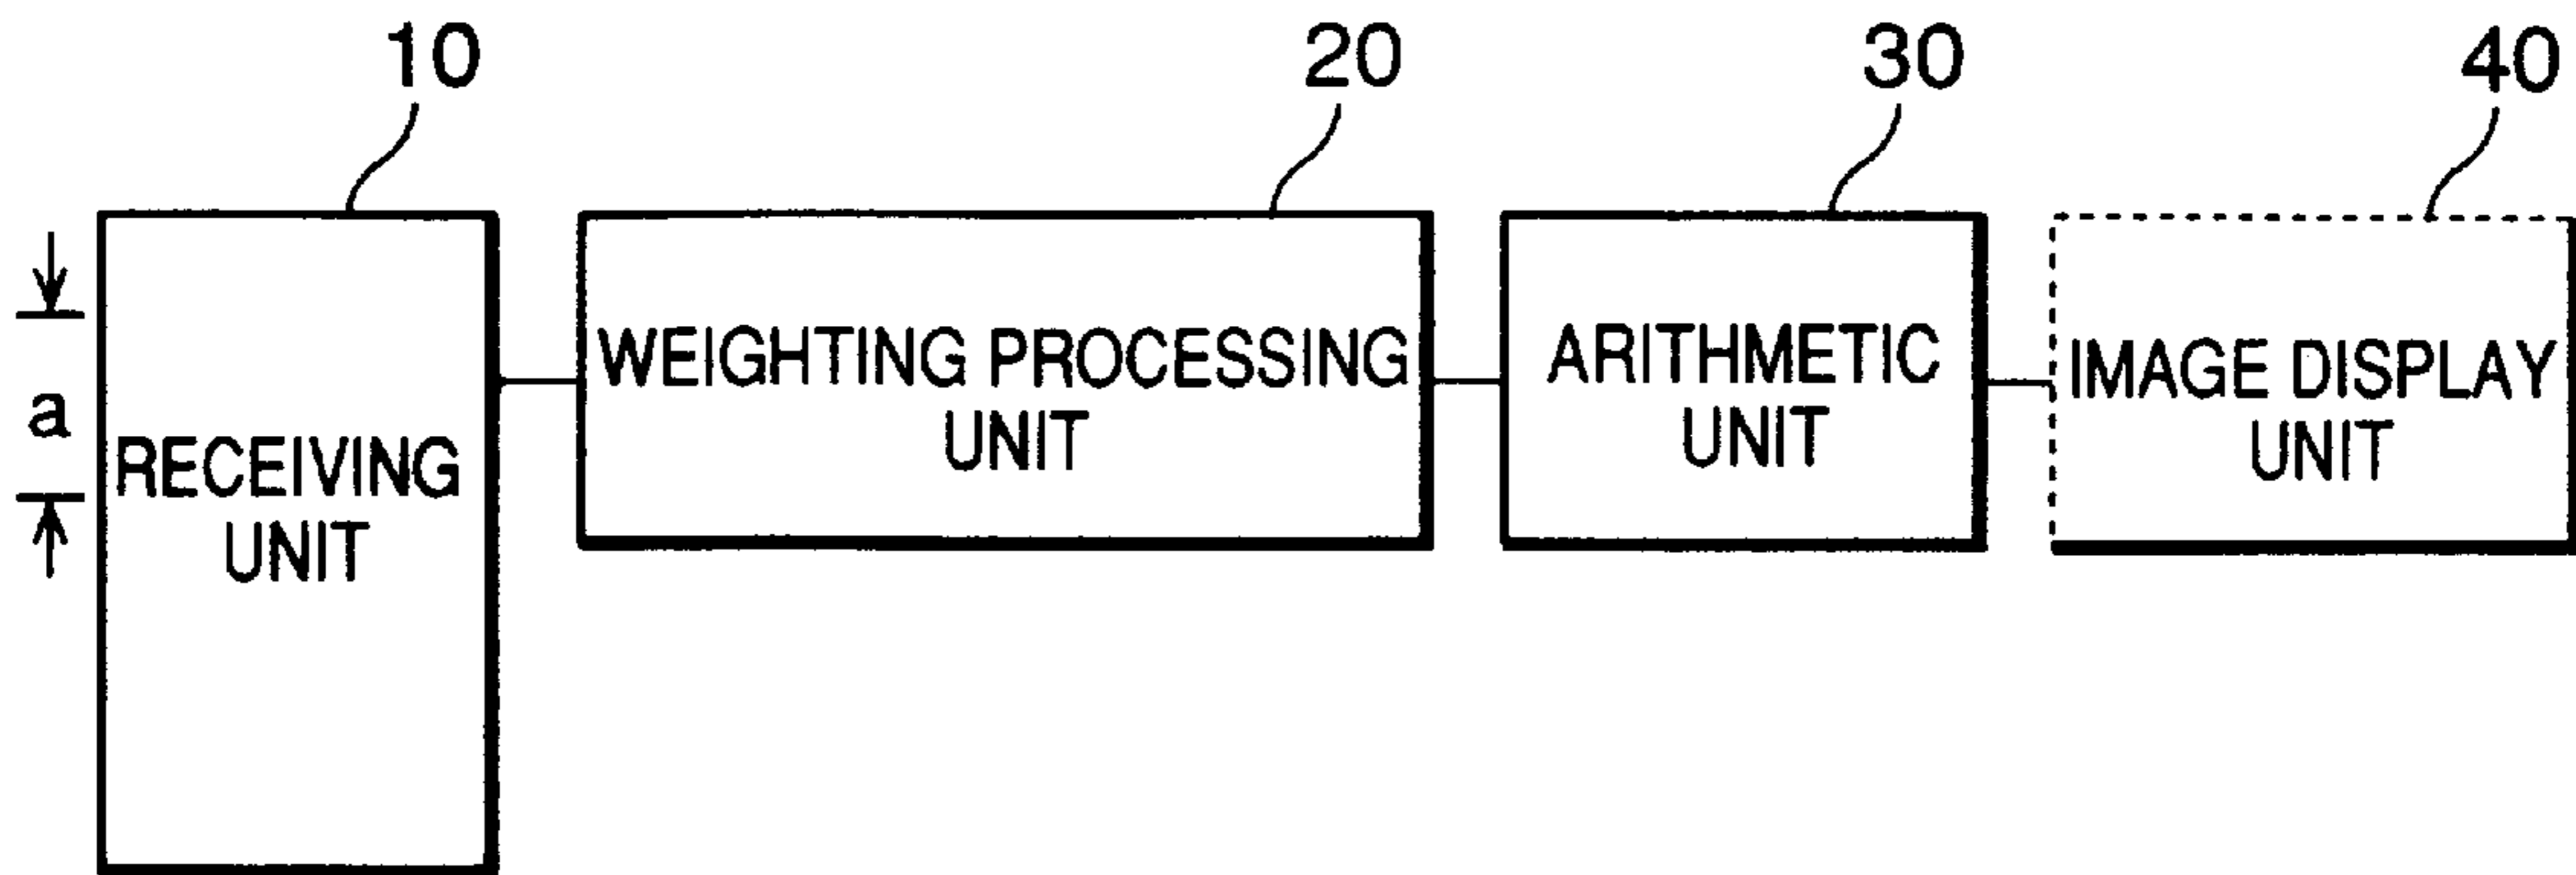 10
20
30
40
a
RECEIVING
UNIT
WEIGHTING PROCESSING
UNIT
ARITHMETIC
UNIT
IMAGE DISPLAY
UNIT